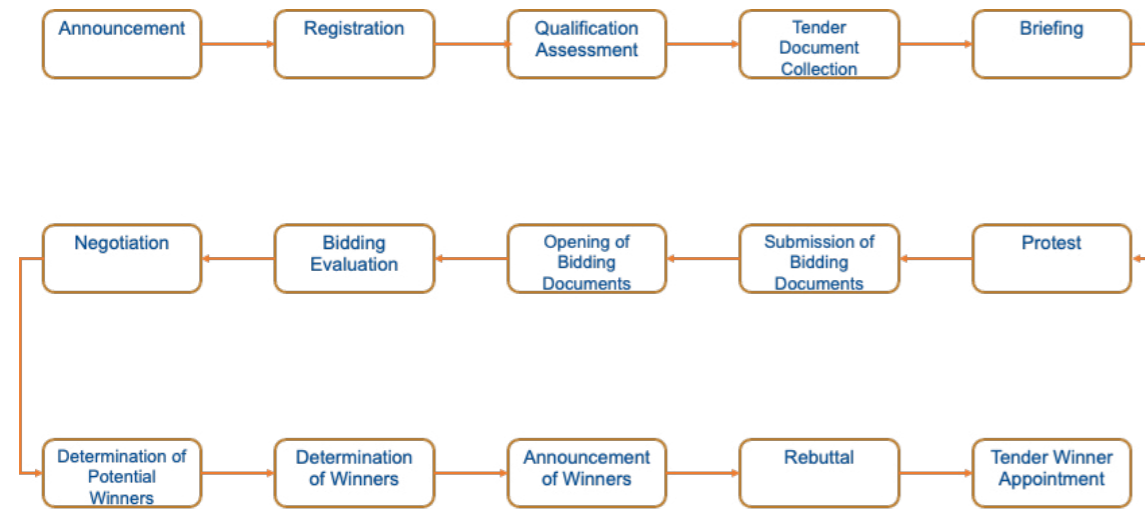 Announcement
Registration
Qualification
Assessment
Tender
Document
Collection
Briefing
Negotiation
Bidding
Evaluation
Opening of
Bidding
Documents
Submission of
Bidding
Documents
Protest
Determination of
Potential
Winners
Determination
of Winners
Announcement
of Winners
Rebuttal
Tender Winner
Appointment